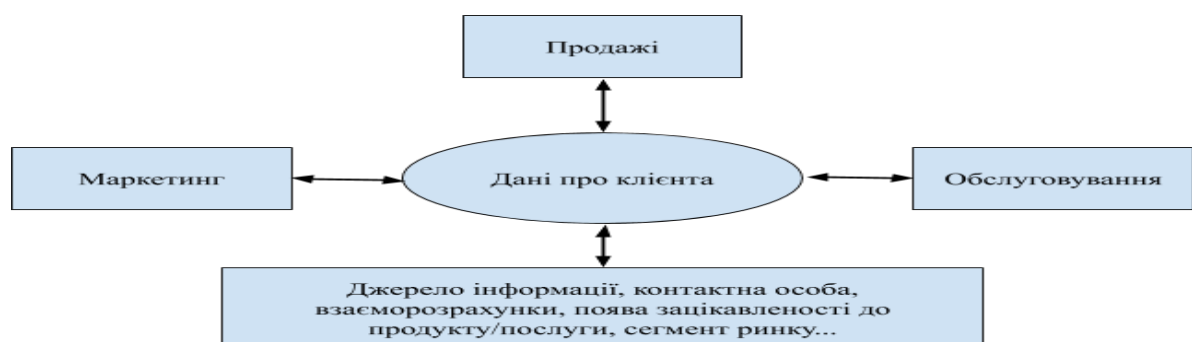 Продажі
Маркетинг
Дані про клієнта
Обслуговування
Джерело інформації, контактна особа,
взаєморозрахунки, поява зацікавленості до
продукту/послуги, сегмент ринку...